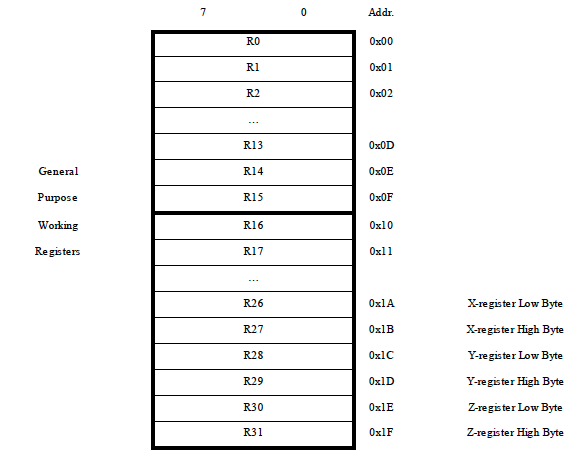 7 0 Addr.
R0 0x00
R1 0x01
R2 0x02
...
R13 0x0D
General R14 0x0E
Purpose R15 0x0F
Working R16 0x10
Registers R17 0x11
...
R26 0x1A X-register Low Byte
R27 0x1B X-register High Byte
R28 0x1C Y-register Low Byte
R29 0x1D Y-register High Byte
R30 0x1E Z-register Low Byte
R31 0x1F Z-register High Byte